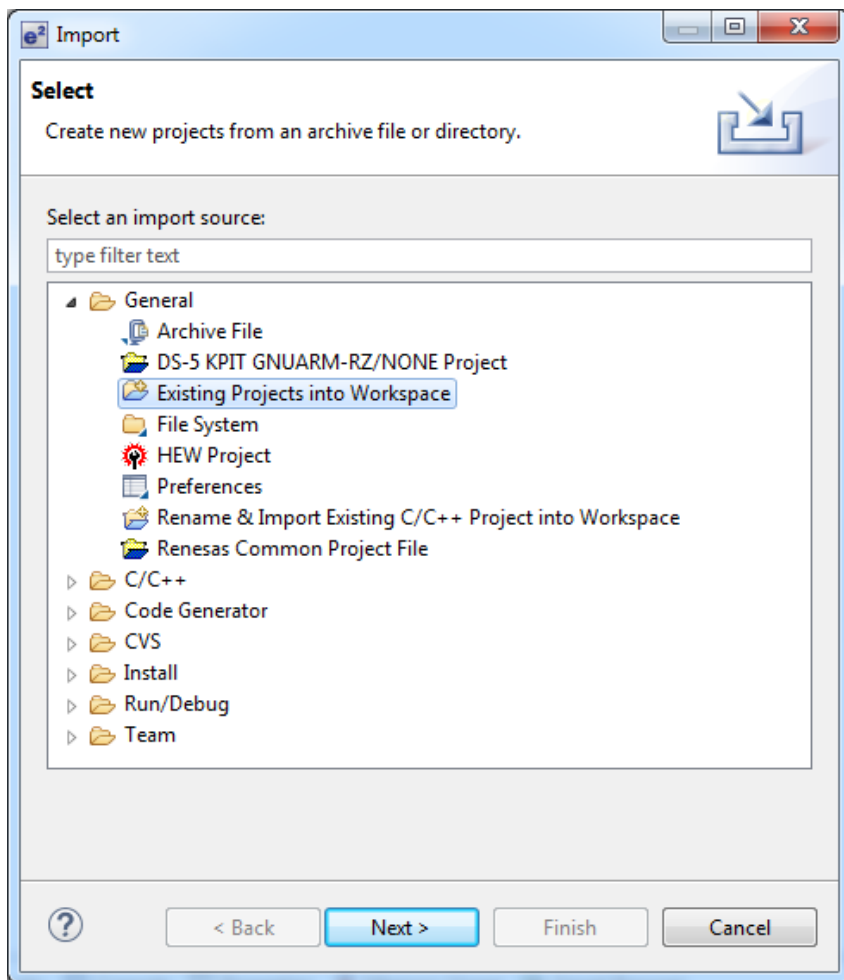 e² Import
Select
Create new projects from an archive file or directory.
Select an import source:
type filter text
General
Archive File
DS-5 KPIT GNUARM-RZ/NONE Project
Existing Projects into Workspace
File System
HEW Project
Preferences
Rename & Import Existing C/C++ Project into Workspace
Renesas Common Project File
C/C++
Code Generator
CVS
Install
Run/Debug
Team
? < Back Next > Finish Cancel